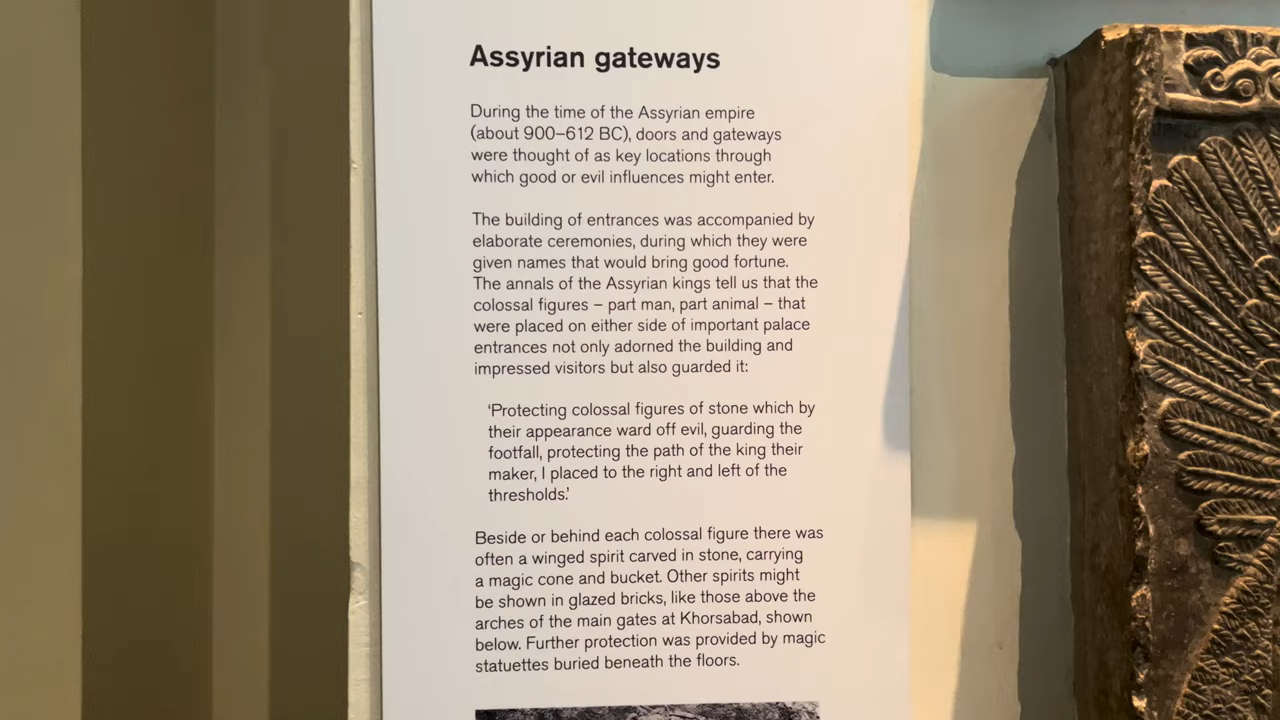 Assyrian gateways
During the time of the Assyrian empire
(about 900–612 BC), doors and gateways
were thought of as key locations through
which good or evil influences might enter.
The building of entrances was accompanied by
elaborate ceremonies, during which they were
given names that would bring good fortune.
The annals of the Assyrian kings tell us that the
colossal figures – part man, part animal – that
were placed on either side of important palace
entrances not only adorned the building and
impressed visitors but also guarded it:
‘Protecting colossal figures of stone which by
their appearance ward off evil, guarding the
footfall, protecting the path of the king their
maker, I placed to the right and left of the
thresholds.’
Beside or behind each colossal figure there was
often a winged spirit carved in stone, carrying
a magic cone and bucket. Other spirits might
be shown in glazed bricks, like those above the
arches of the main gates at Khorsabad, shown
below. Further protection was provided by magic
statuettes buried beneath the floors.